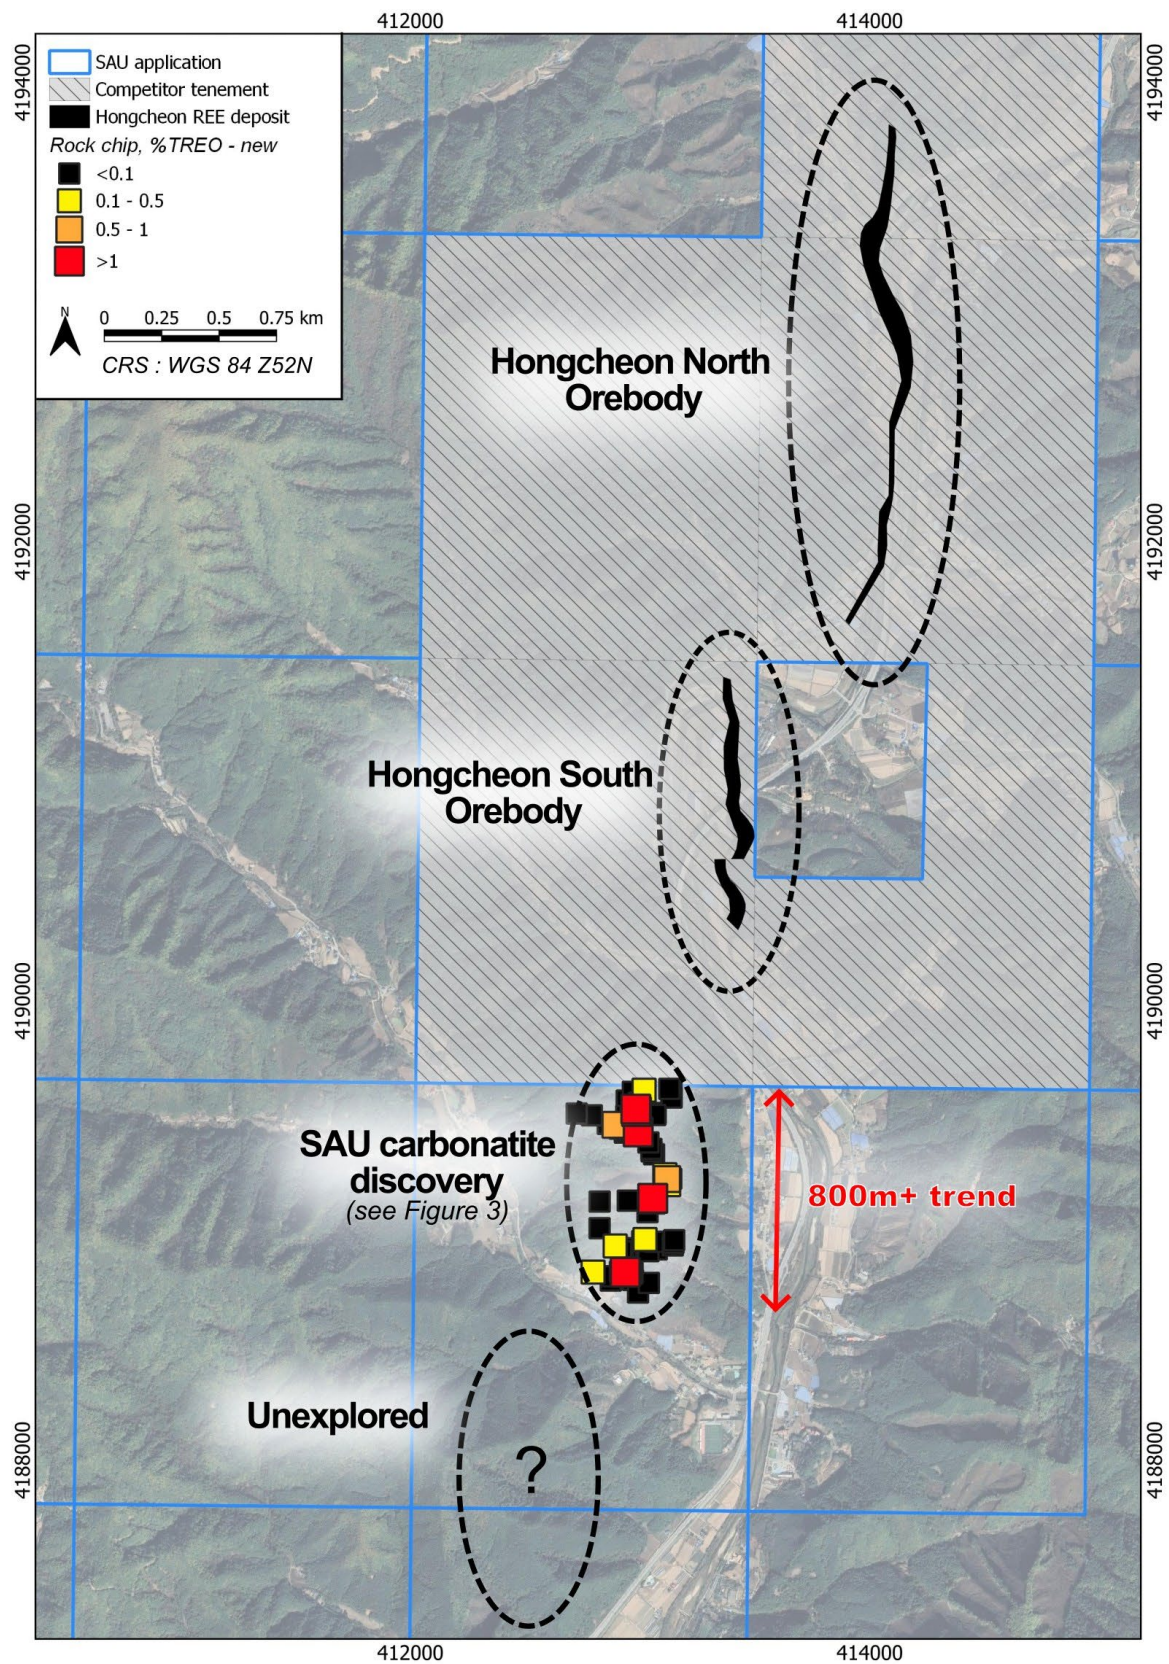 412000 414000
4194000 4194000
SAU application
Competitor tenement
Hongcheon REE deposit
Rock chip, %TREO - new
<0.1
0.1 - 0.5
0.5 - 1
>1
N
0 0.25 0.5 0.75 km
CRS : WGS 84 Z52N
Hongcheon North
Orebody
4192000 4192000
Hongcheon South
Orebody
4190000 4190000
SAU carbonatite
discovery
(see Figure 3)
800m+ trend
Unexplored
?
4188000 4188000
412000 414000